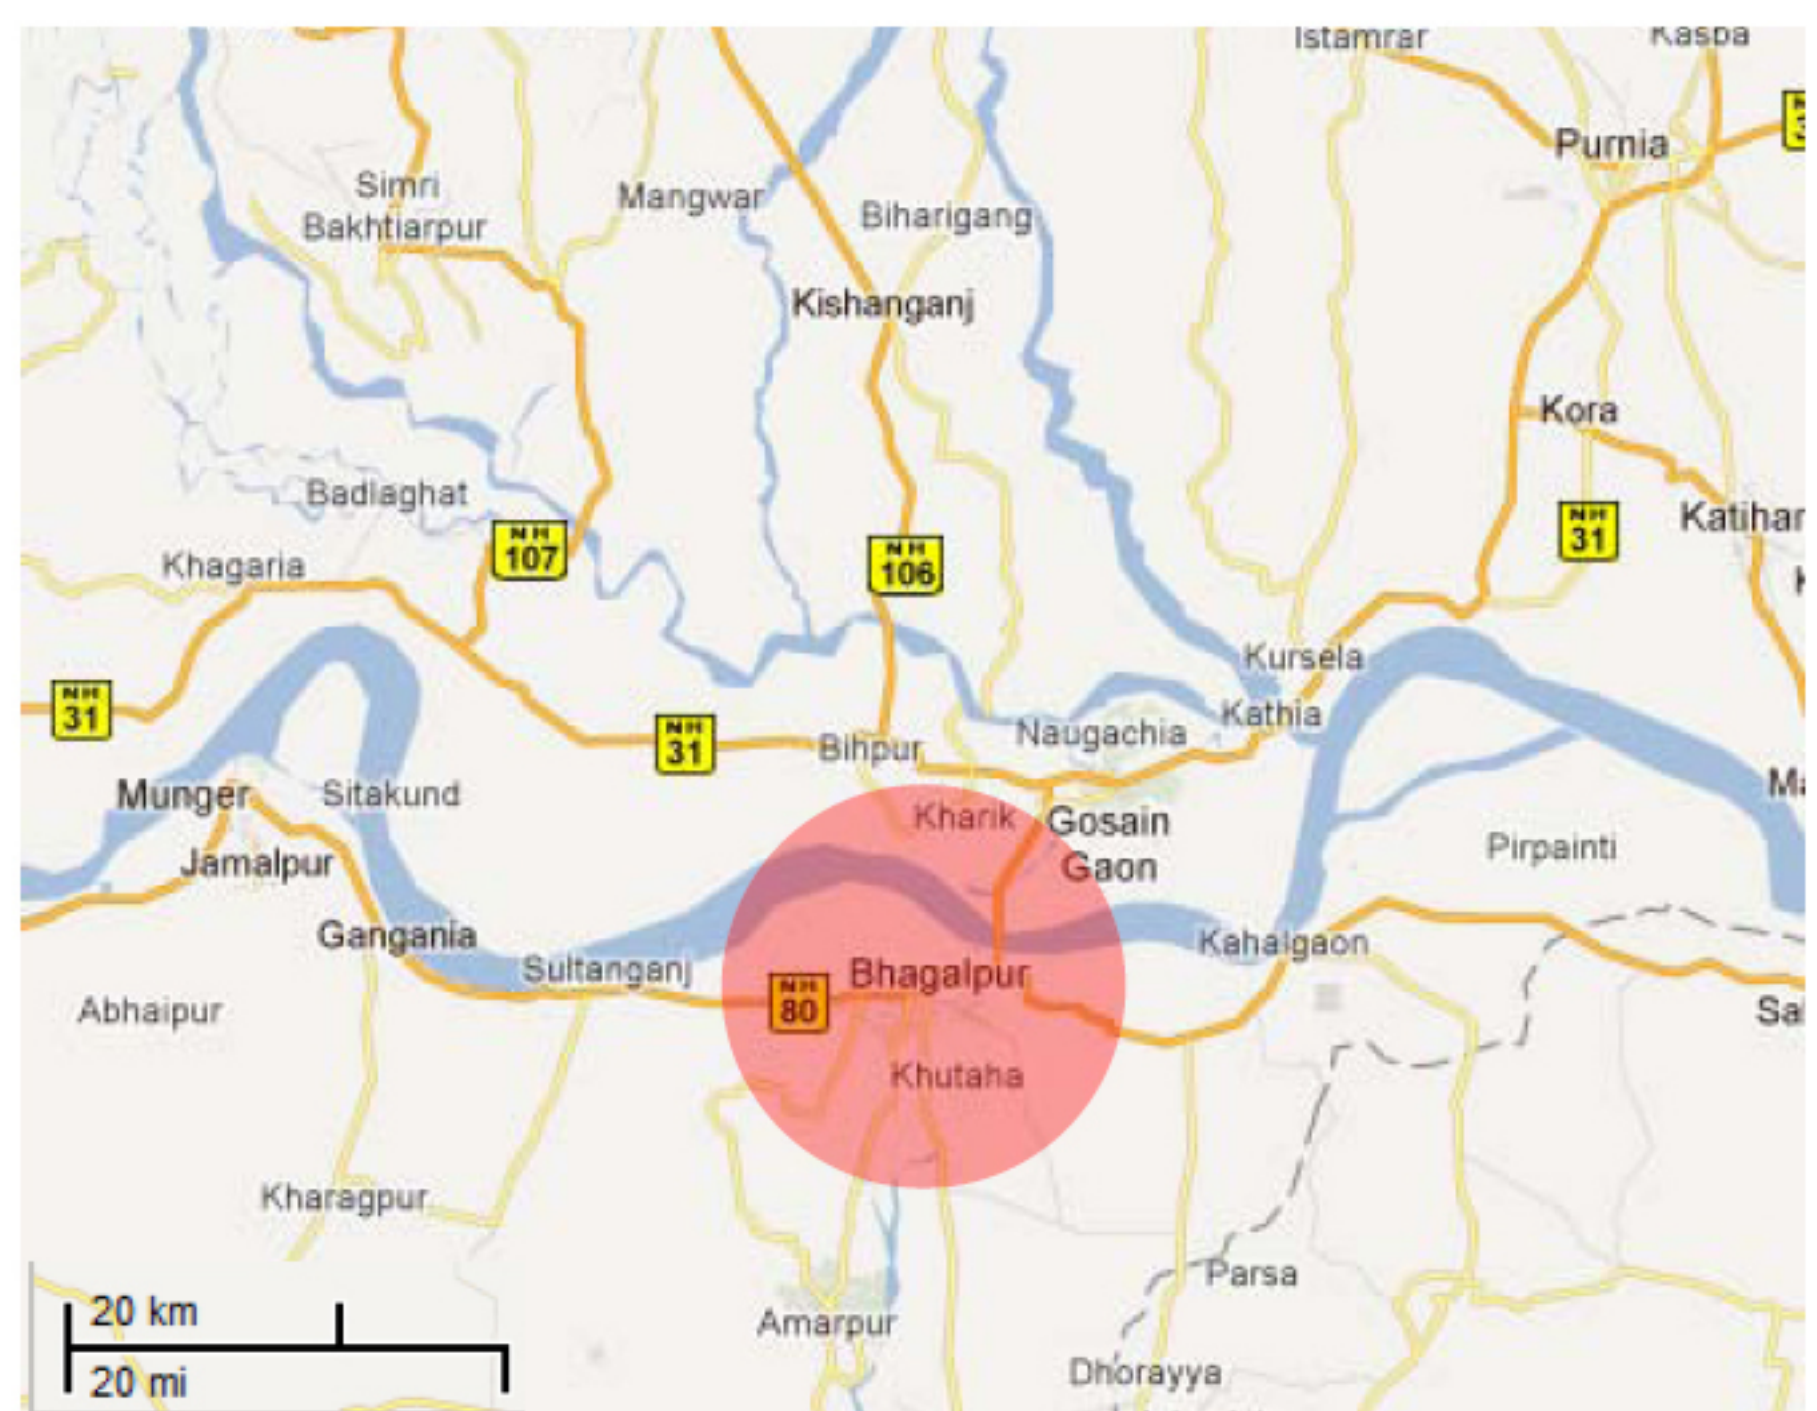 Istamrar
Kasba
Purnia
Simri
Bakhtiarpur
Mangwar
Biharigang
Kishanganj
Kora
Badlaghat
NH
107
NH
106
NH
31
Katihar
Khagaria
Kursela
Kathia
NH
31
NH
31
Bihpur
Naugachia
Munger
Sitakund
Kharik
Gosain
Gaon
Pirpainti
Jamalpur
Gangania
Sultanganj
Bhagalpur
Kahalgaon
NH
80
Abhaipur
Khutaha
Kharagpur
Parsa
20 km
20 mi
Amarpur
Dhorayya